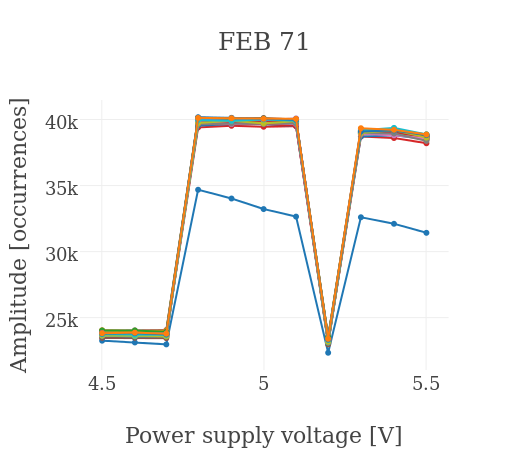 FEB 71
Amplitude [occurrences]
40k
35k
30k
25k
4.5
5
5.5
Power supply voltage [V]